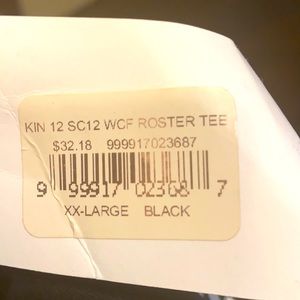 KIN 12 SC12 WCF ROSTER TEE
$32.18 999917023687
9 99917 02368 7
XX-LARGE BLACK